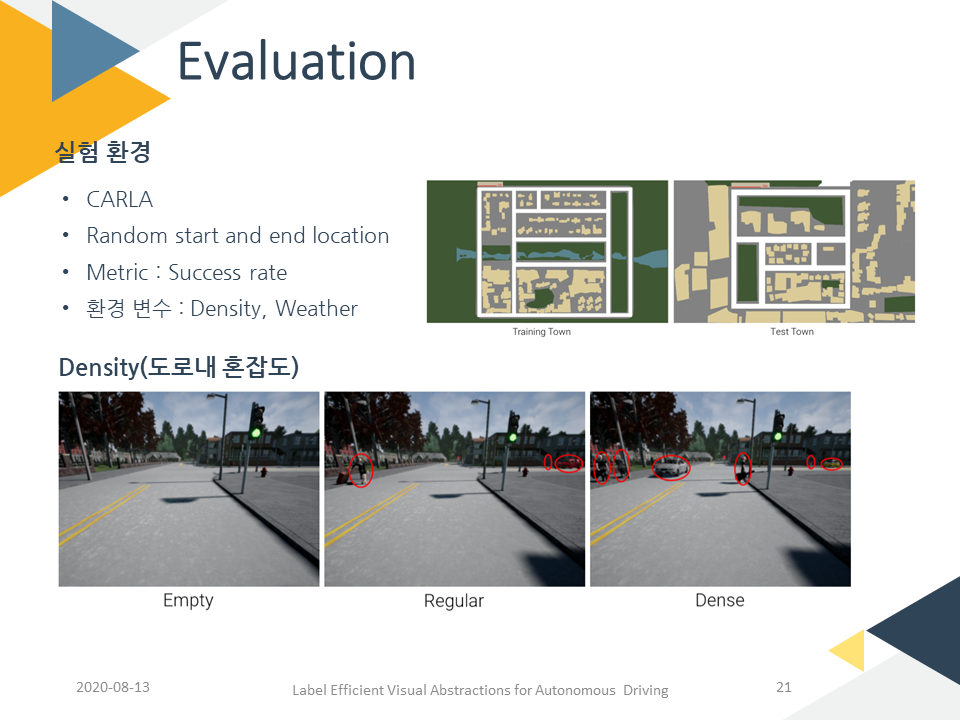 Evaluation
실험 환경
• CARLA
• Random start and end location
• Metric : Success rate
• 환경 변수 : Density, Weather
Training Town
Test Town
Density(도로내 혼잡도)
Empty
Regular
Dense
2020-08-13
Label Efficient Visual Abstractions for Autonomous Driving
21